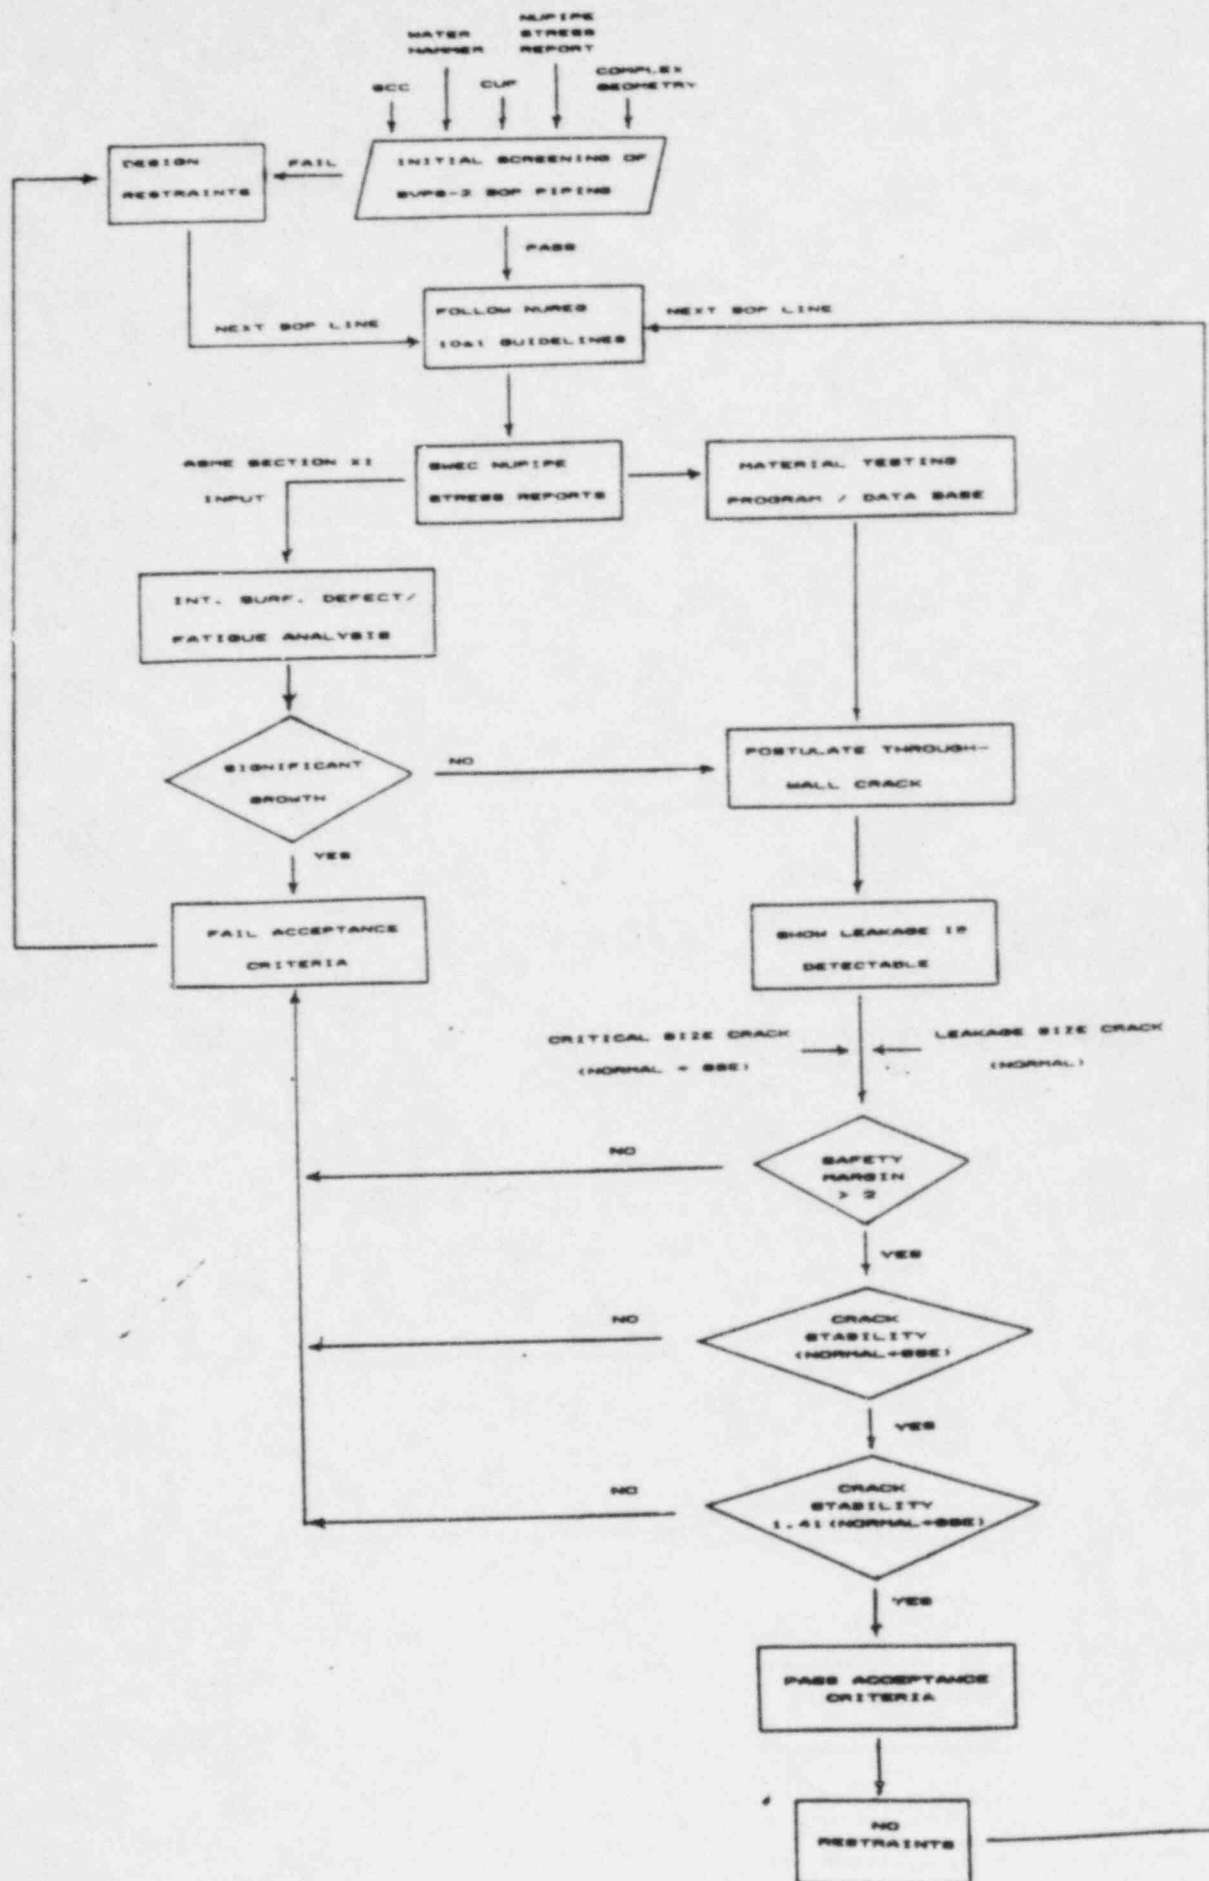 WATER
HAMMER
NUPIPE
STRESS
REPORT
SCC
CUF
COMPLEX
GEOMETRY
DESIGN
RESTRAINTS
FAIL
INITIAL SCREENING OF
BVPS-2 BOP PIPING
PASS
NEXT BOP LINE
FOLLOW NUREG
1061 GUIDELINES
NEXT BOP LINE
ASME SECTION XI
INPUT
SWEC NUPIPE
STRESS REPORTS
MATERIAL TESTING
PROGRAM / DATA BASE
INT. SURF. DEFECT/
FATIGUE ANALYSIS
SIGNIFICANT
GROWTH
NO
POSTULATE THROUGH-
WALL CRACK
YES
FAIL ACCEPTANCE
CRITERIA
SHOW LEAKAGE IS
DETECTABLE
CRITICAL SIZE CRACK
(NORMAL + SSE)
LEAKAGE SIZE CRACK
(NORMAL)
NO
SAFETY
MARGIN
> 2
YES
NO
CRACK
STABILITY
(NORMAL+SSE)
YES
NO
CRACK
STABILITY
1.41(NORMAL+SSE)
YES
PASS ACCEPTANCE
CRITERIA
NO
RESTRAINTS